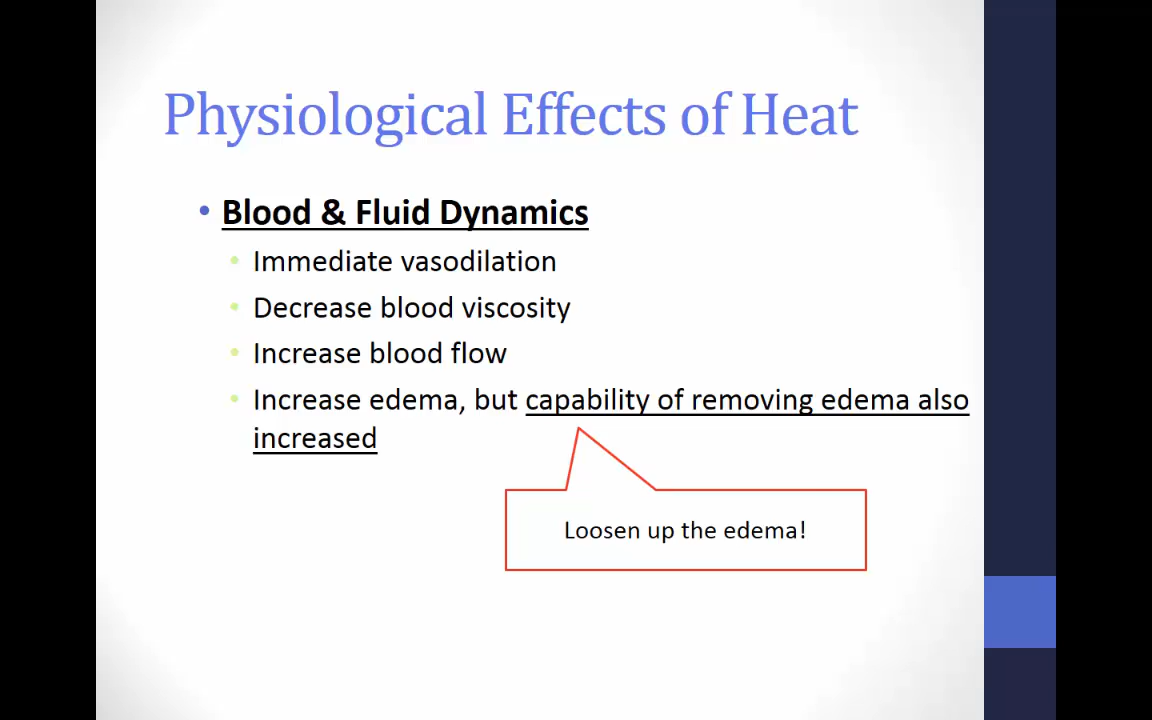 Physiological Effects of Heat
• Blood & Fluid Dynamics
• Immediate vasodilation
• Decrease blood viscosity
• Increase blood flow
• Increase edema, but capability of removing edema also
increased
Loosen up the edema!